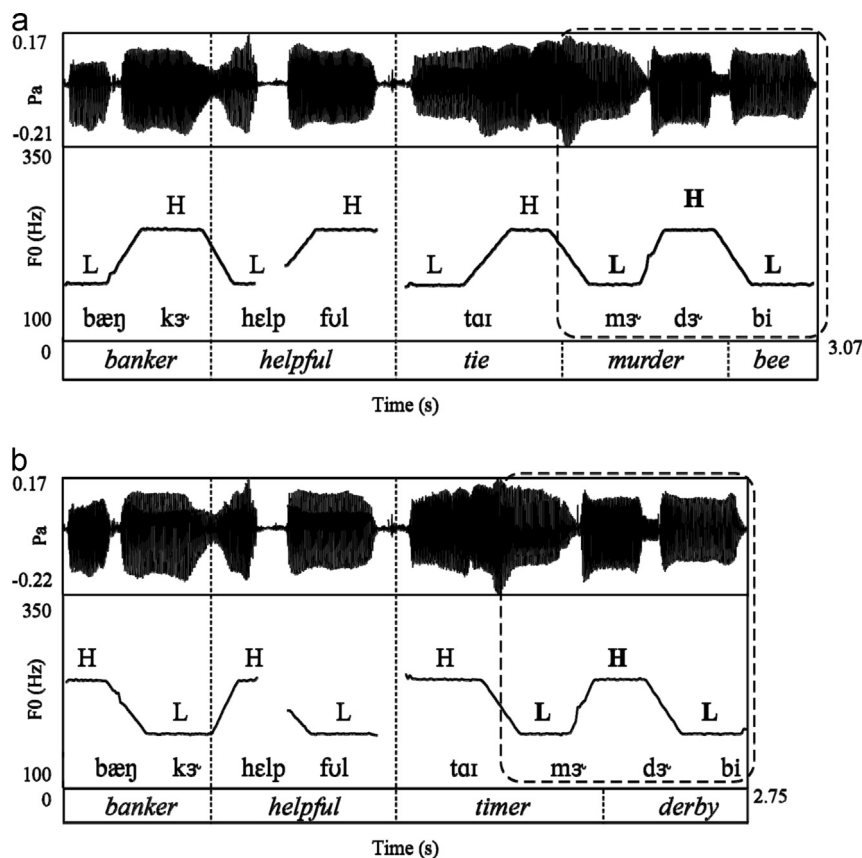 a
0.17
Pa
-0.21
350
F0 (Hz)
L H L H L H L H L
100
bæŋ kɝ hɛlp fʊl tɑɪ mɝ dɝ bi
0
banker helpful tie murder bee
3.07
Time (s)
b
0.17
Pa
-0.22
350
F0 (Hz)
H L H L H L H L
100
bæŋ kɝ hɛlp fʊl tɑɪ mɝ dɝ bi
0
banker helpful timer derby
2.75
Time (s)